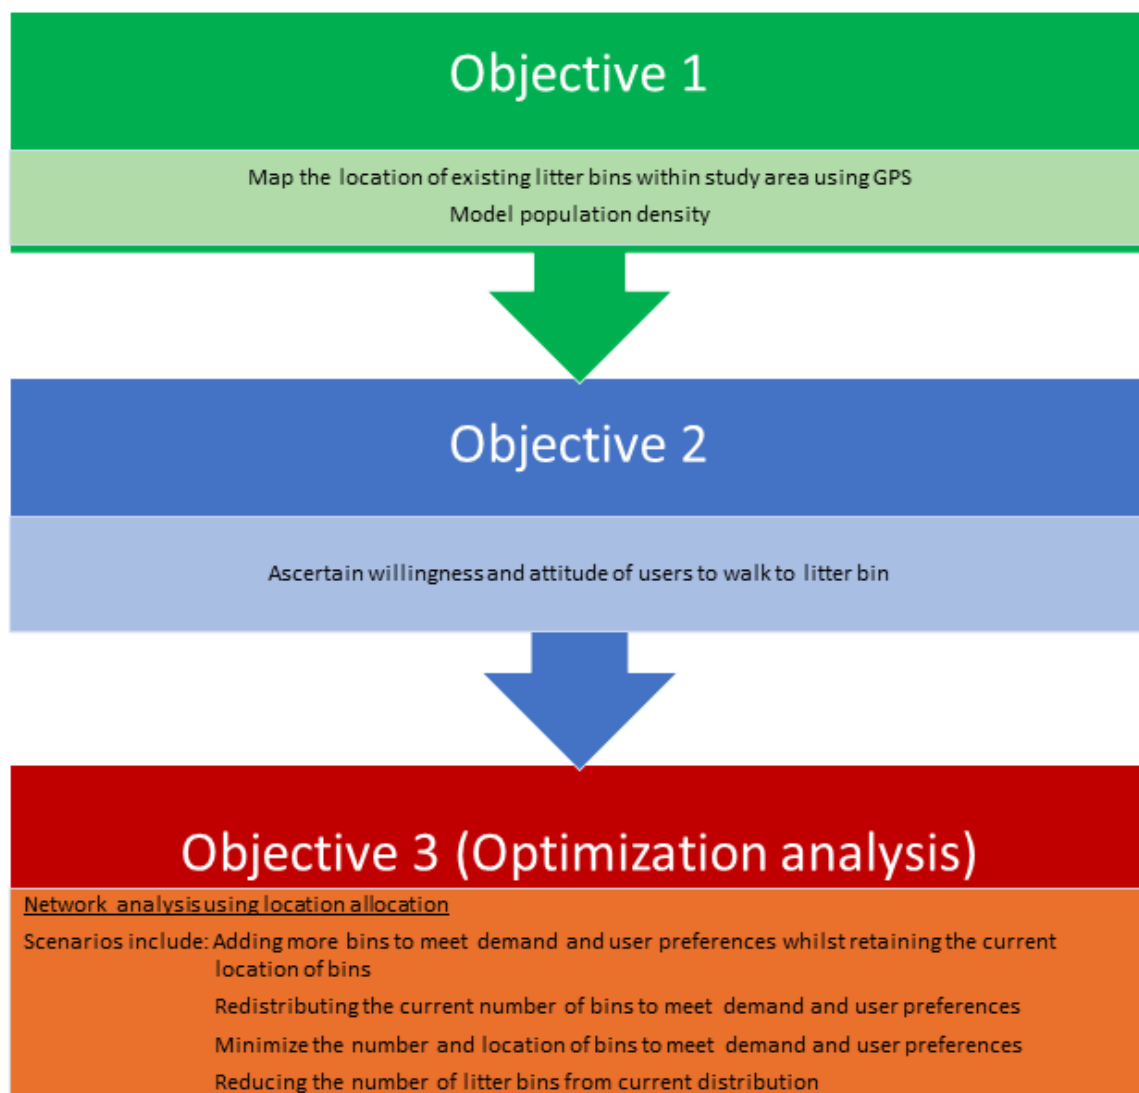 Objective 1
Map the location of existing litter bins within study area using GPS
Model population density
Objective 2
Ascertain willingness and attitude of users to walk to litter bin
Objective 3 (Optimization analysis)
Network analysis using location allocation
Scenarios include: Adding more bins to meet demand and user preferences whilst retaining the current
location of bins
Redistributing the current number of bins to meet demand and user preferences
Minimize the number and location of bins to meet demand and user preferences
Reducing the number of litter bins from current distribution